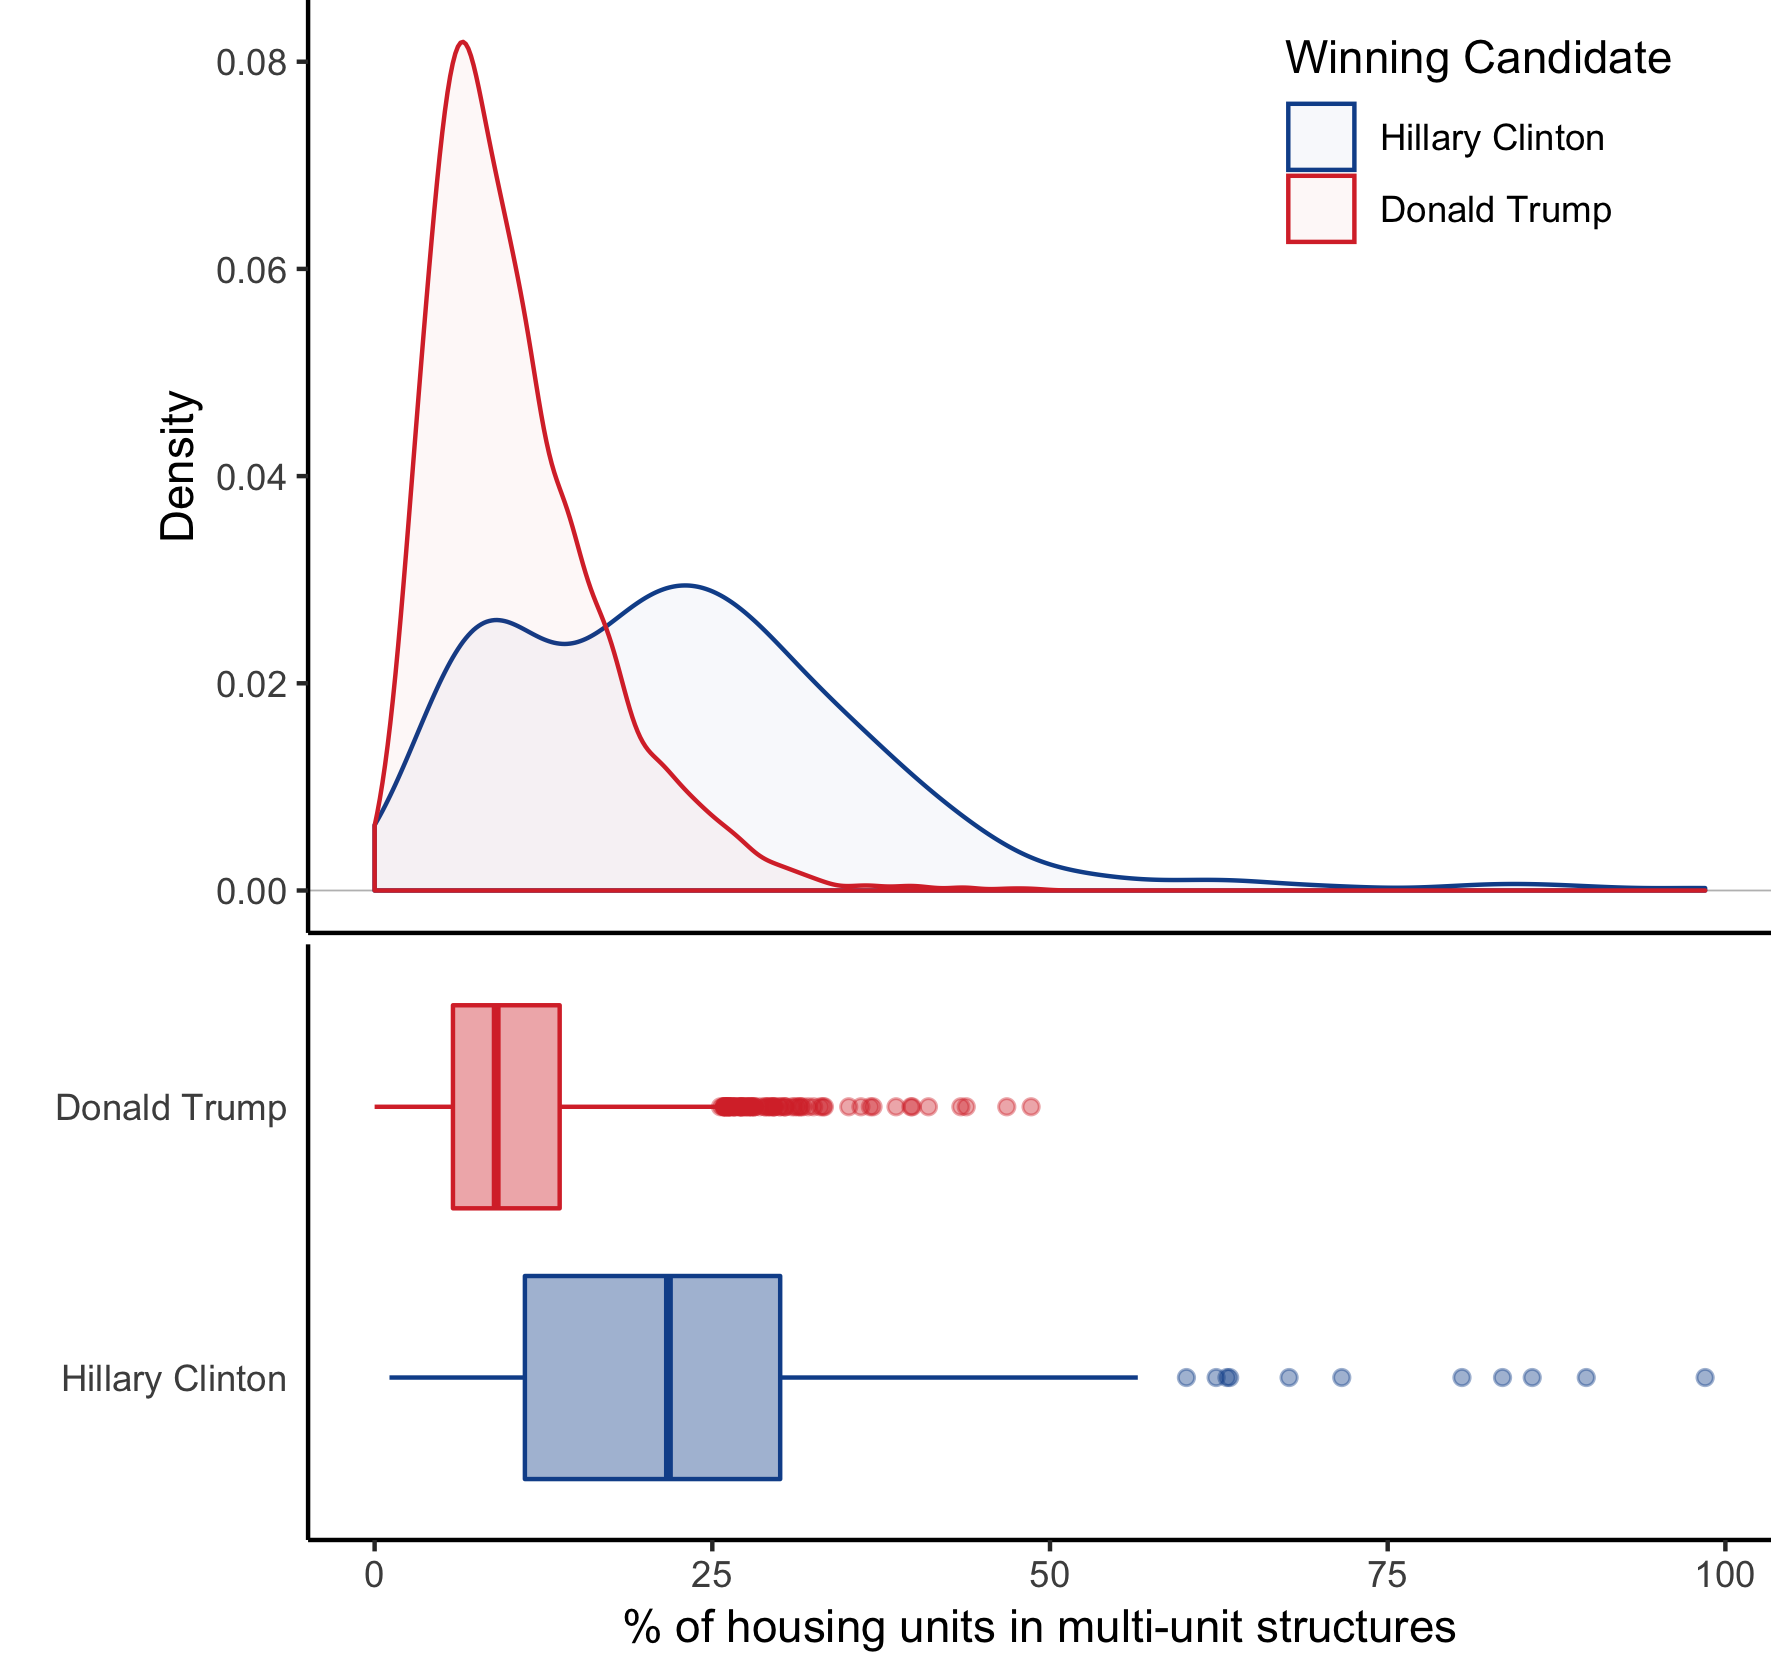 Winning Candidate
Hillary Clinton
Donald Trump
Density
0.08
0.06
0.04
0.02
0.00
Donald Trump
Hillary Clinton
0 25 50 75 100
% of housing units in multi-unit structures